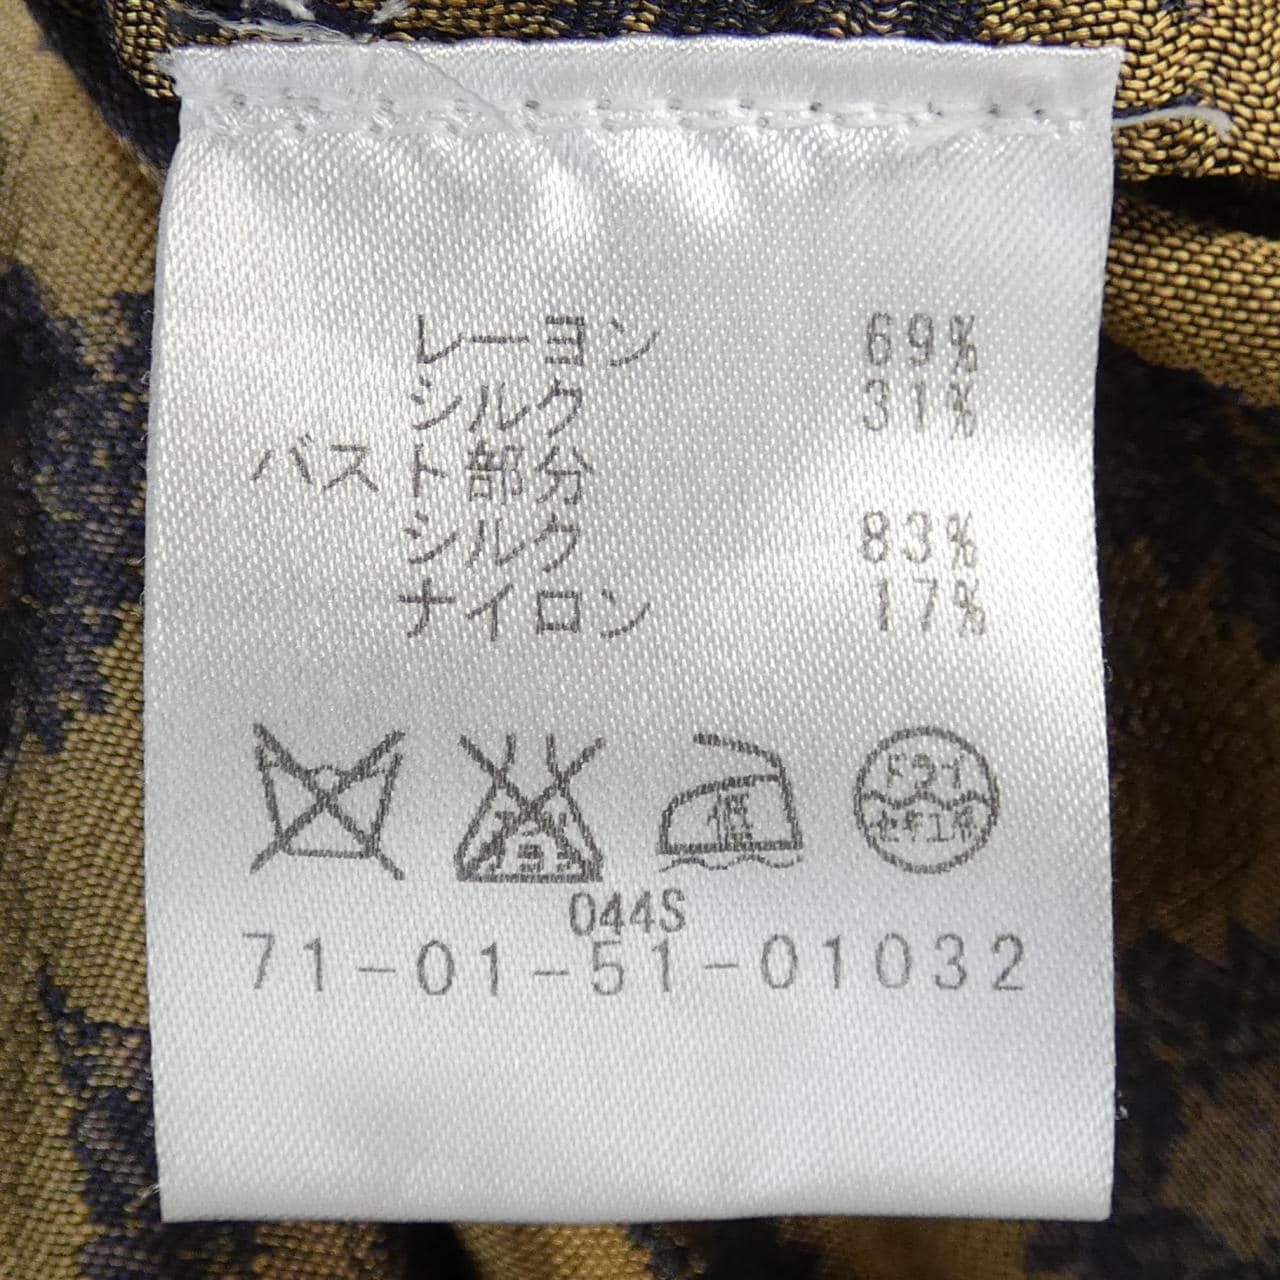 レーヨン 69%
シルク 31%
バスト部分
シルク 83%
ナイロン 17%
低 ドライ
044S
71-01-51-01032